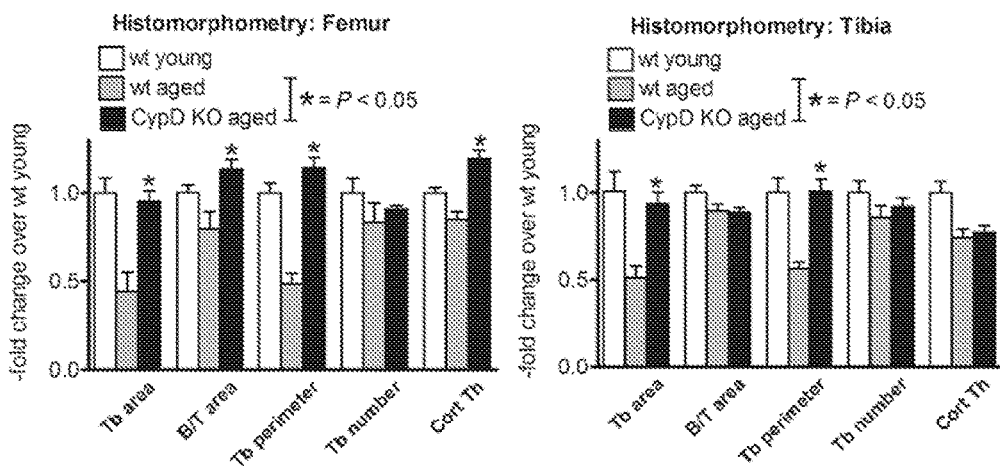 Histomorphometry: Femur
wt young
wt aged
CypD KO aged
* = P < 0.05
-fold change over wt young
1.0
0.5
0.0
* * * *
Tb area
B/T area
Tb perimeter
Tb number
Cort Th
Histomorphometry: Tibia
wt young
wt aged
CypD KO aged
* = P < 0.05
-fold change over wt young
1.0
0.5
0.0
* *
Tb area
B/T area
Tb perimeter
Tb number
Cort Th